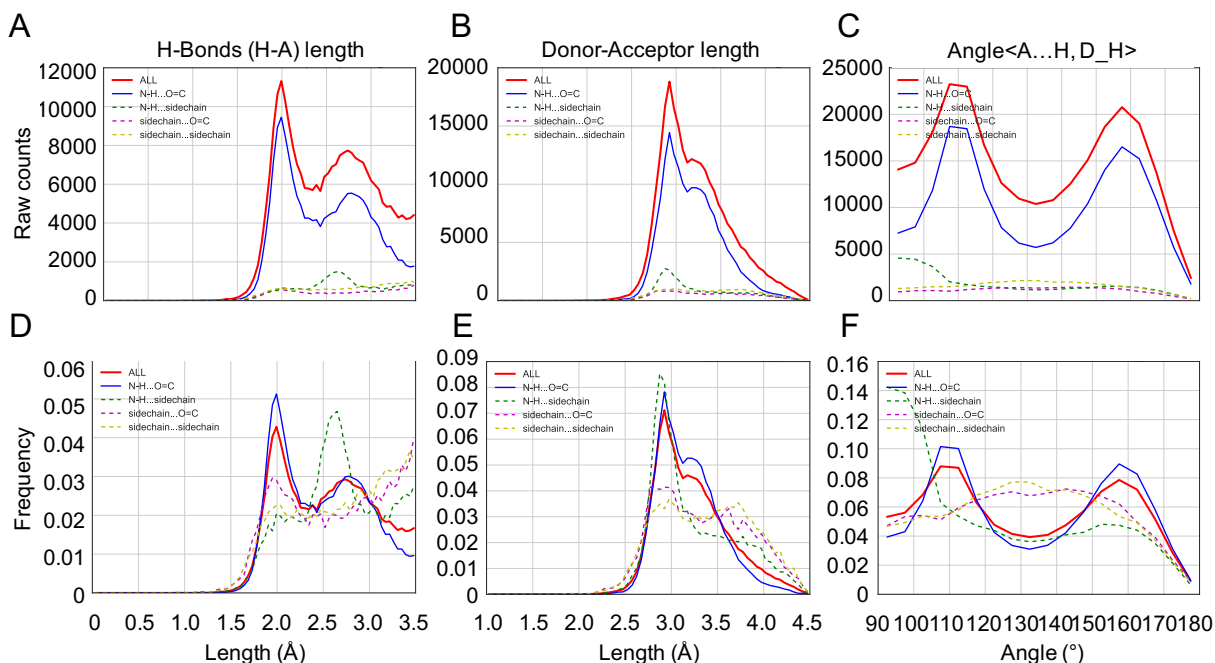 A
H-Bonds (H-A) length
B
Donor-Acceptor length
C
Angle<A...H, D_H>
Raw counts
12000
10000
8000
6000
4000
2000
0
ALL
N-H...O=C
N-H...sidechain
sidechain...O=C
sidechain...sidechain
20000
15000
10000
5000
0
ALL
N-H...O=C
N-H...sidechain
sidechain...O=C
sidechain...sidechain
25000
20000
15000
10000
5000
0
ALL
N-H...O=C
N-H...sidechain
sidechain...O=C
sidechain...sidechain
D
E
F
Frequency
0.06
0.05
0.04
0.03
0.02
0.01
0
ALL
N-H...O=C
N-H...sidechain
sidechain...O=C
sidechain...sidechain
0 0.5 1.0 1.5 2.0 2.5 3.0 3.5
Length (Å)
0.09
0.08
0.07
0.06
0.05
0.04
0.03
0.02
0.01
0
ALL
N-H...O=C
N-H...sidechain
sidechain...O=C
sidechain...sidechain
1.0 1.5 2.0 2.5 3.0 3.5 4.0 4.5
Length (Å)
0.16
0.14
0.12
0.10
0.08
0.06
0.04
0.02
0
ALL
N-H...O=C
N-H...sidechain
sidechain...O=C
sidechain...sidechain
90 100 110 120 130 140 150 160 170 180
Angle (°)